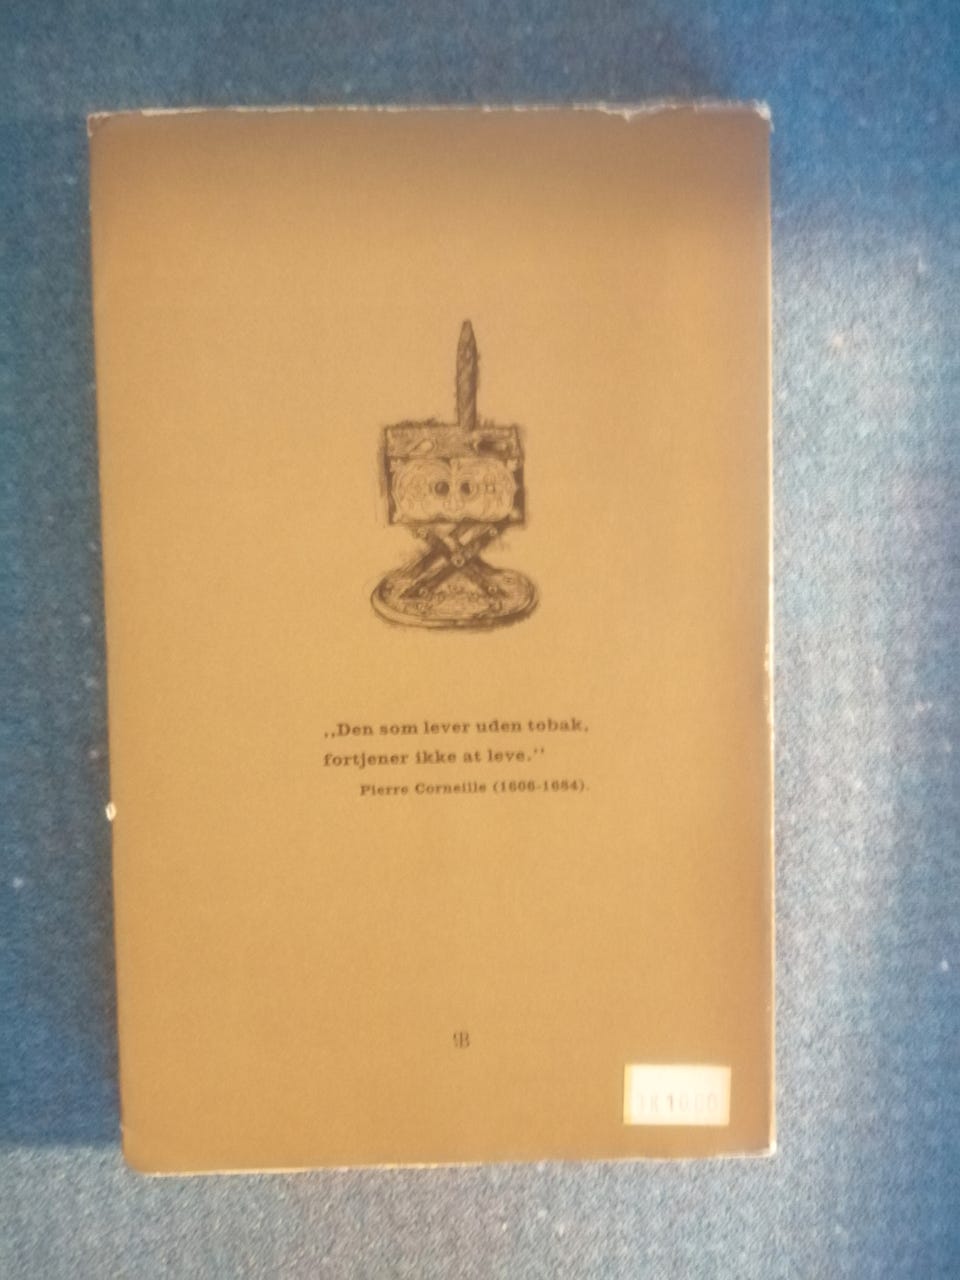 ,,Den som lever uden tobak,
fortjener ikke at leve.''
Pierre Corneille (1606-1684).